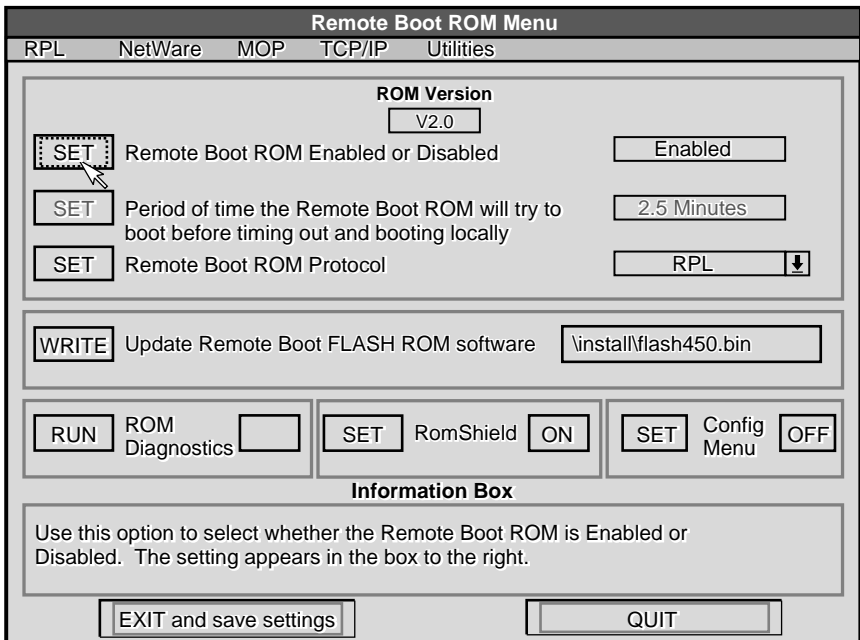 Remote Boot ROM Menu
RPL NetWare MOP TCP/IP Utilities
ROM Version
V2.0
SET Remote Boot ROM Enabled or Disabled Enabled
SET Period of time the Remote Boot ROM will try to 2.5 Minutes
boot before timing out and booting locally
SET Remote Boot ROM Protocol RPL
WRITE Update Remote Boot FLASH ROM software \install\flash450.bin
RUN ROM Diagnostics
SET RomShield ON
SET Config Menu OFF
Information Box
Use this option to select whether the Remote Boot ROM is Enabled or
Disabled. The setting appears in the box to the right.
EXIT and save settings QUIT